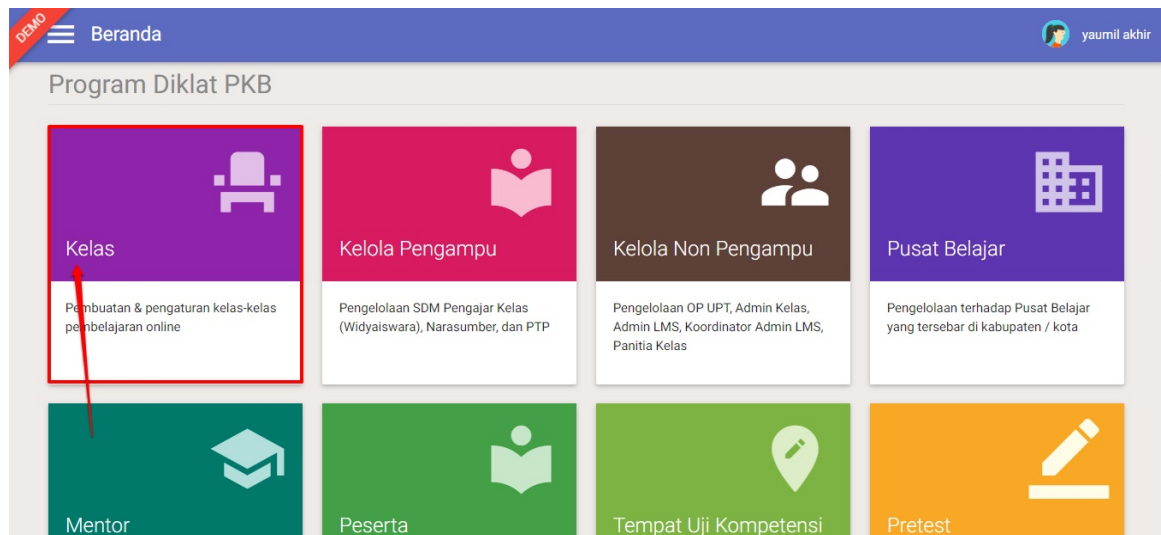 DEMO
Beranda
yaumil akhir
Program Diklat PKB
Kelas
Pembuatan & pengaturan kelas-kelas
pembelajaran online
Kelola Pengampu
Pengelolaan SDM Pengajar Kelas
(Widyaiswara), Narasumber, dan PTP
Kelola Non Pengampu
Pengelolaan OP UPT, Admin Kelas,
Admin LMS, Koordinator Admin LMS,
Panitia Kelas
Pusat Belajar
Pengelolaan terhadap Pusat Belajar
yang tersebar di kabupaten / kota
Mentor
Peserta
Tempat Uji Kompetensi
Pretest